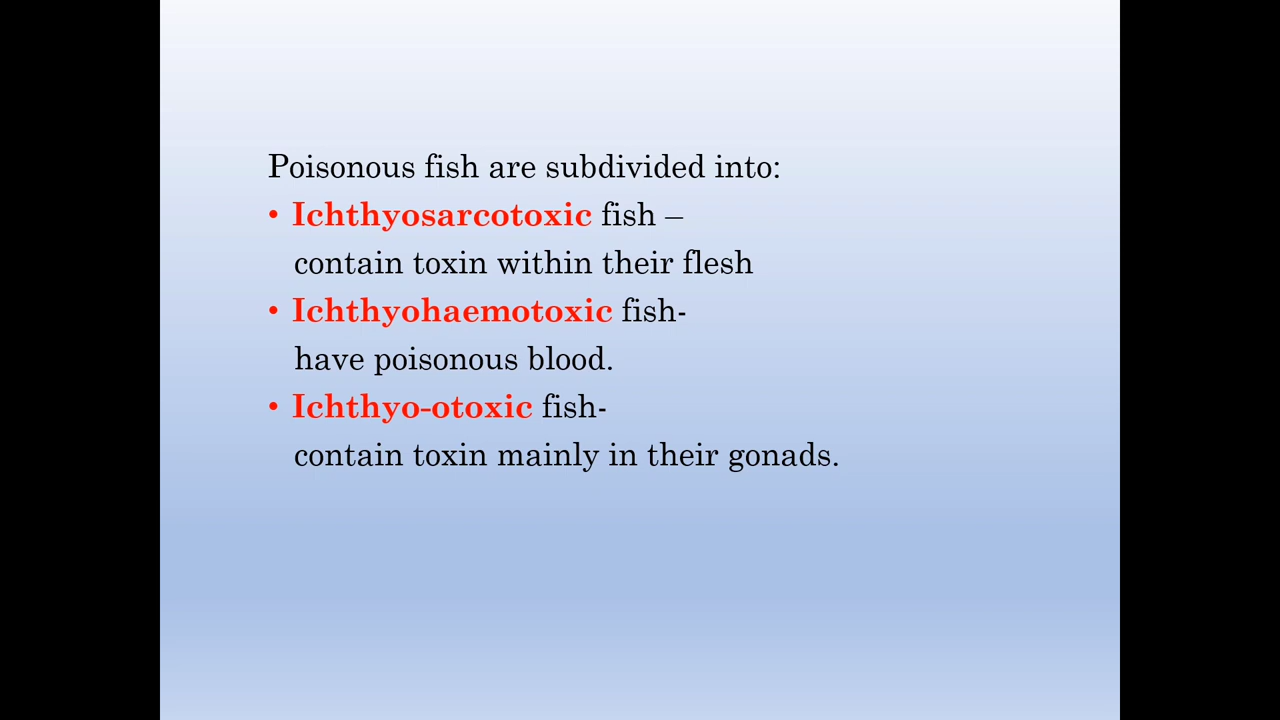 Poisonous fish are subdivided into:
• Ichthyosarcotoxic fish –
contain toxin within their flesh
• Ichthyohaemotoxic fish-
have poisonous blood.
• Ichthyo-otoxic fish-
contain toxin mainly in their gonads.